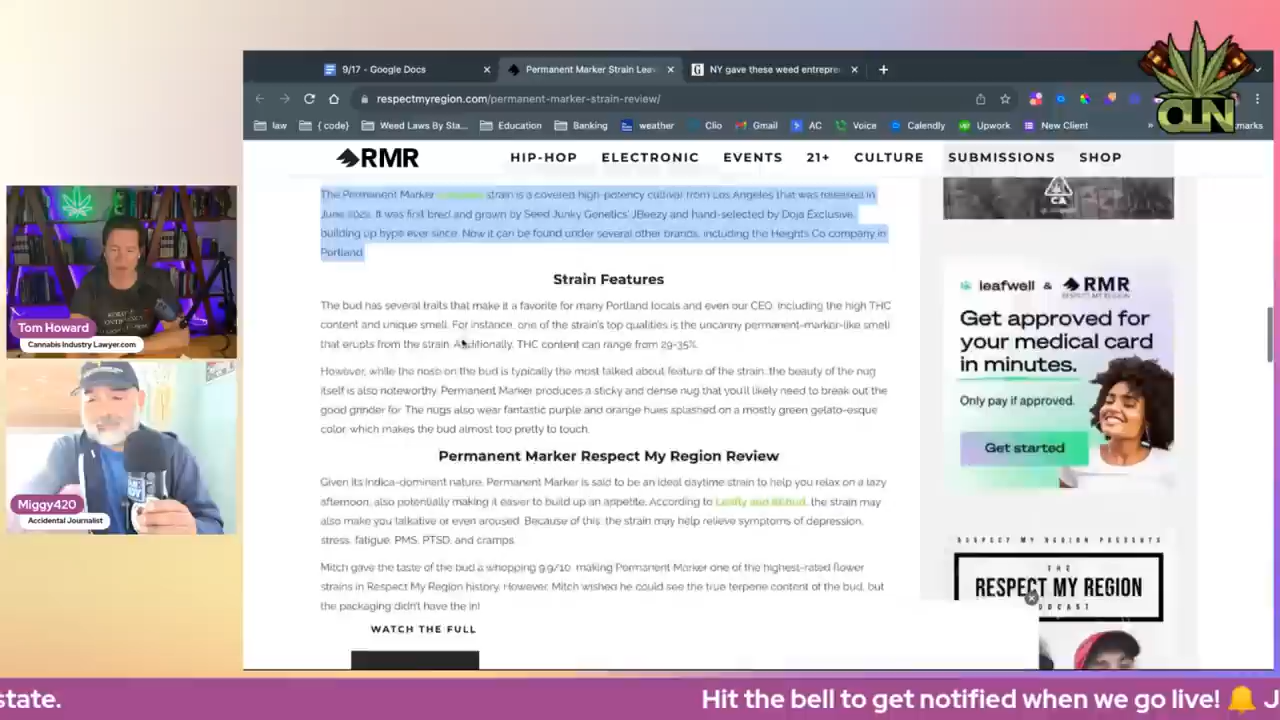 9/17 - Google Docs
Permanent Marker Strain Leav
NY gave these weed entrepre
CLN
respectmyregion.com/permanent-marker-strain-review/
law
{ code}
Weed Laws By Sta...
Education
Banking
weather
Clio
Gmail
AC
Voice
Calendly
Upwork
New Client
marks
RMR
HIP-HOP
ELECTRONIC
EVENTS
21+
CULTURE
SUBMISSIONS
SHOP
The Permanent Marker strain is a covered high-potency cultivar from Los Angeles that was released in
June 2021. It was first bred and grown by Seed Junky Genetics' JBeezy and hand-selected by Doja Exclusive,
building up hype ever since. Now it can be found under several other brands, including the Heights Co company in
Portland.
Strain Features
The bud has several traits that make it a favorite for many Portland locals and even our CEO, including the high THC
content and unique smell. For instance, one of the strain's top qualities is the uncanny permanent-marker-like smell
that erupts from the strain. Additionally, THC content can range from 29-35%.
However, while the nose on the bud is typically the most talked about feature of the strain, the beauty of the nug
itself is also noteworthy. Permanent Marker produces a sticky and dense nug that you'll likely need to break out the
good grinder for. The nugs also wear fantastic purple and orange hues splashed on a mostly green gelato-esque
color, which makes the bud almost too pretty to touch.
Permanent Marker Respect My Region Review
Given its Indica-dominant nature, Permanent Marker is said to be an ideal daytime strain to help you relax on a lazy
afternoon, also potentially making it easier to build up an appetite. According to Leafly and the strain may
also make you talkative or even aroused. Because of this, the strain may help relieve symptoms of depression,
stress, fatigue, PMS, PTSD, and cramps.
Mitch gave the taste of the bud a whopping 9.9/10, making Permanent Marker one of the highest-rated flower
strains in Respect My Region history. However, Mitch wished he could see the true terpene content of the bud, but
the packaging didn't have the in
WATCH THE FULL
CA
leafwell & RMR
RESPECT MY REGION
Get approved for
your medical card
in minutes.
Only pay if approved.
Get started
RESPECT MY REGION PRESENTS
THE
RESPECT MY REGION
PODCAST
Tom Howard
Cannabis Industry Lawyer.com
Miggy420
Accidental Journalist
state.
Hit the bell to get notified when we go live! 🔔 J